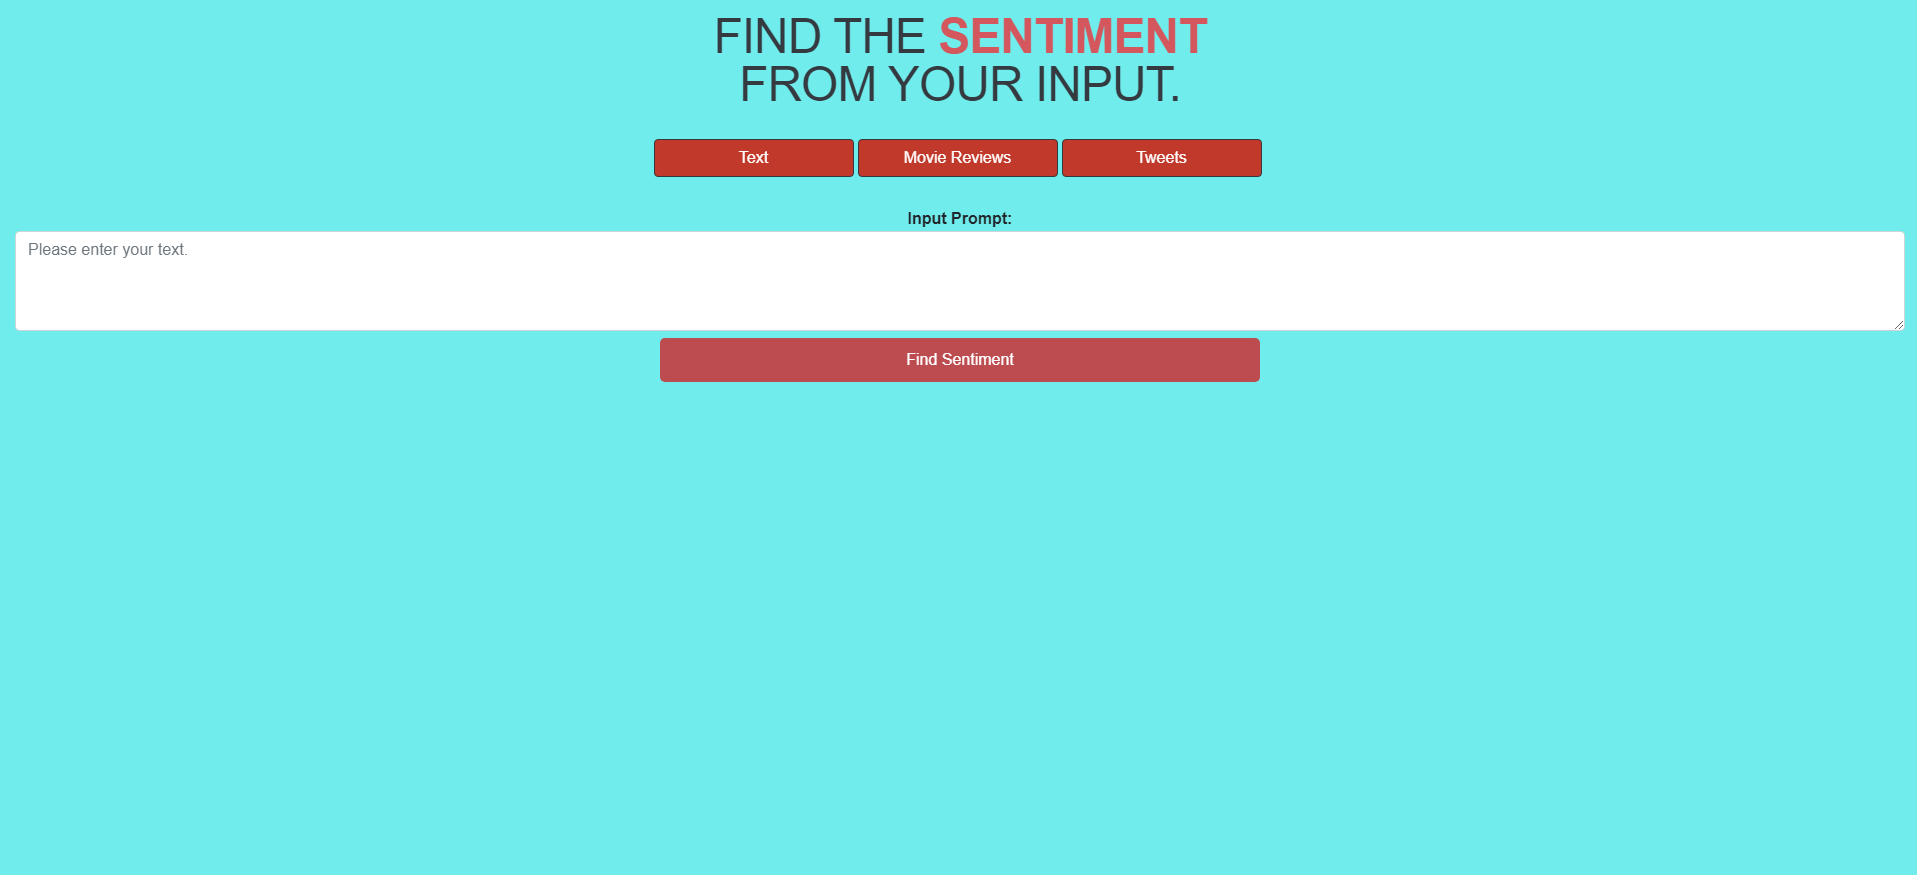 FIND THE SENTIMENT
FROM YOUR INPUT.
Text Movie Reviews Tweets
Input Prompt:
Please enter your text.
Find Sentiment